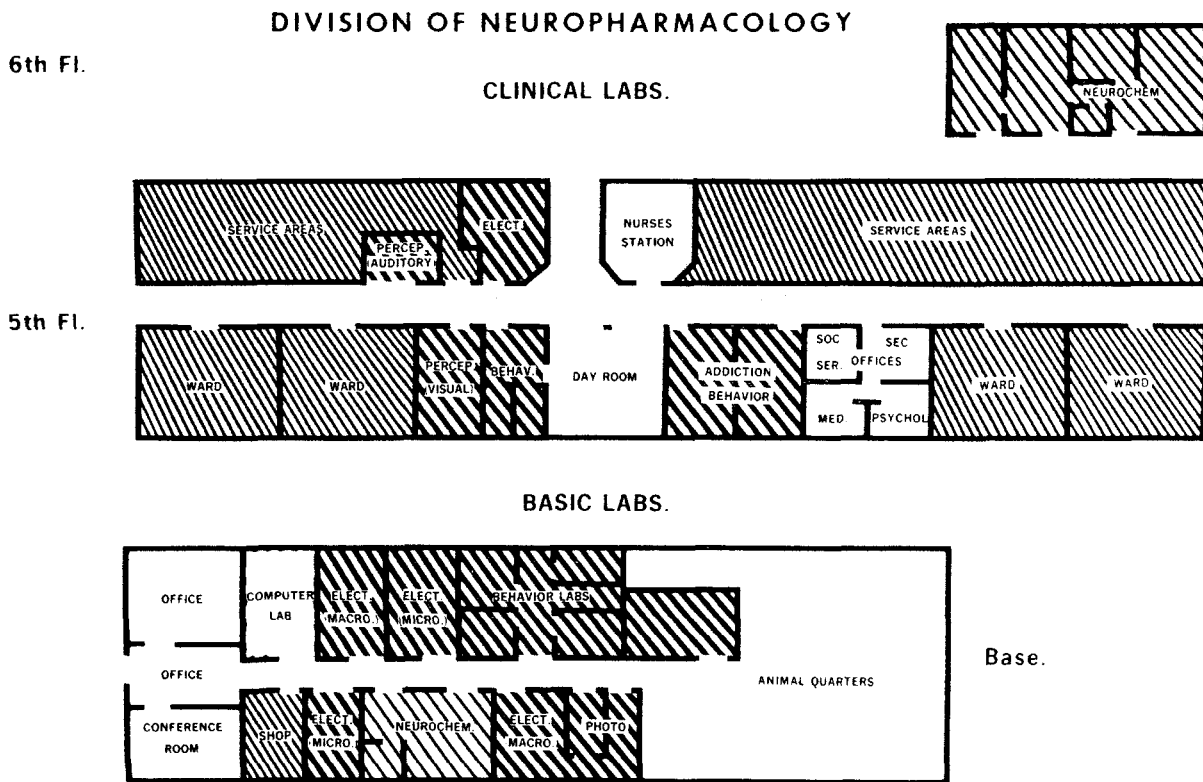 DIVISION OF NEUROPHARMACOLOGY
6th Fl.
CLINICAL LABS.
NEUROCHEM
SERVICE AREAS
PERCEP.
(AUDITORY)
ELECT.
NURSES
STATION
SERVICE AREAS
5th Fl.
WARD
WARD
PERCEP.
(VISUAL)
BEHAV.
DAY ROOM
ADDICTION
BEHAVIOR
SOC
SER.
SEC
OFFICES
MED.
PSYCHOL.
WARD
WARD
BASIC LABS.
OFFICE
COMPUTER
LAB
ELECT.
(MACRO.)
ELECT.
(MICRO.)
BEHAVIOR LABS
OFFICE
ANIMAL QUARTERS
Base.
CONFERENCE
ROOM
SHOP
ELECT.
MICRO.
NEUROCHEM.
ELECT.
MACRO.
PHOTO